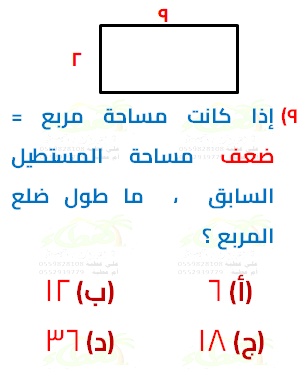 ٩
٢
٩) إذا كانت مساحة مربع =
ضعف مساحة المستطيل
السابق ، ما طول ضلع
المربع ؟
(أ) ٦ (ب) ١٢
(ج) ١٨ (د) ٣٦